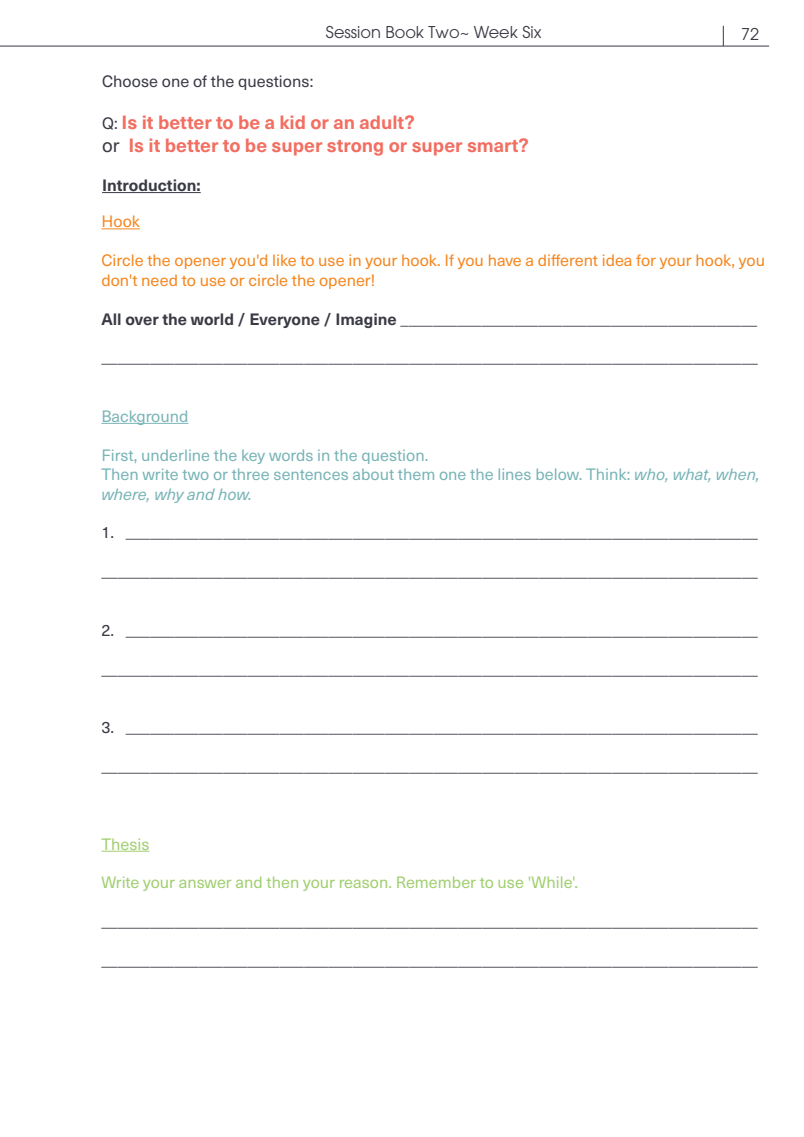 Session Book Two~ Week Six
72
Choose one of the questions:
Q: Is it better to be a kid or an adult?
or Is it better to be super strong or super smart?
Introduction:
Hook
Circle the opener you'd like to use in your hook. If you have a different idea for your hook, you
don't need to use or circle the opener!
All over the world / Everyone / Imagine
Background
First, underline the key words in the question.
Then write two or three sentences about them one the lines below. Think: who, what, when,
where, why and how.
1.
2.
3.
Thesis
Write your answer and then your reason. Remember to use 'While'.